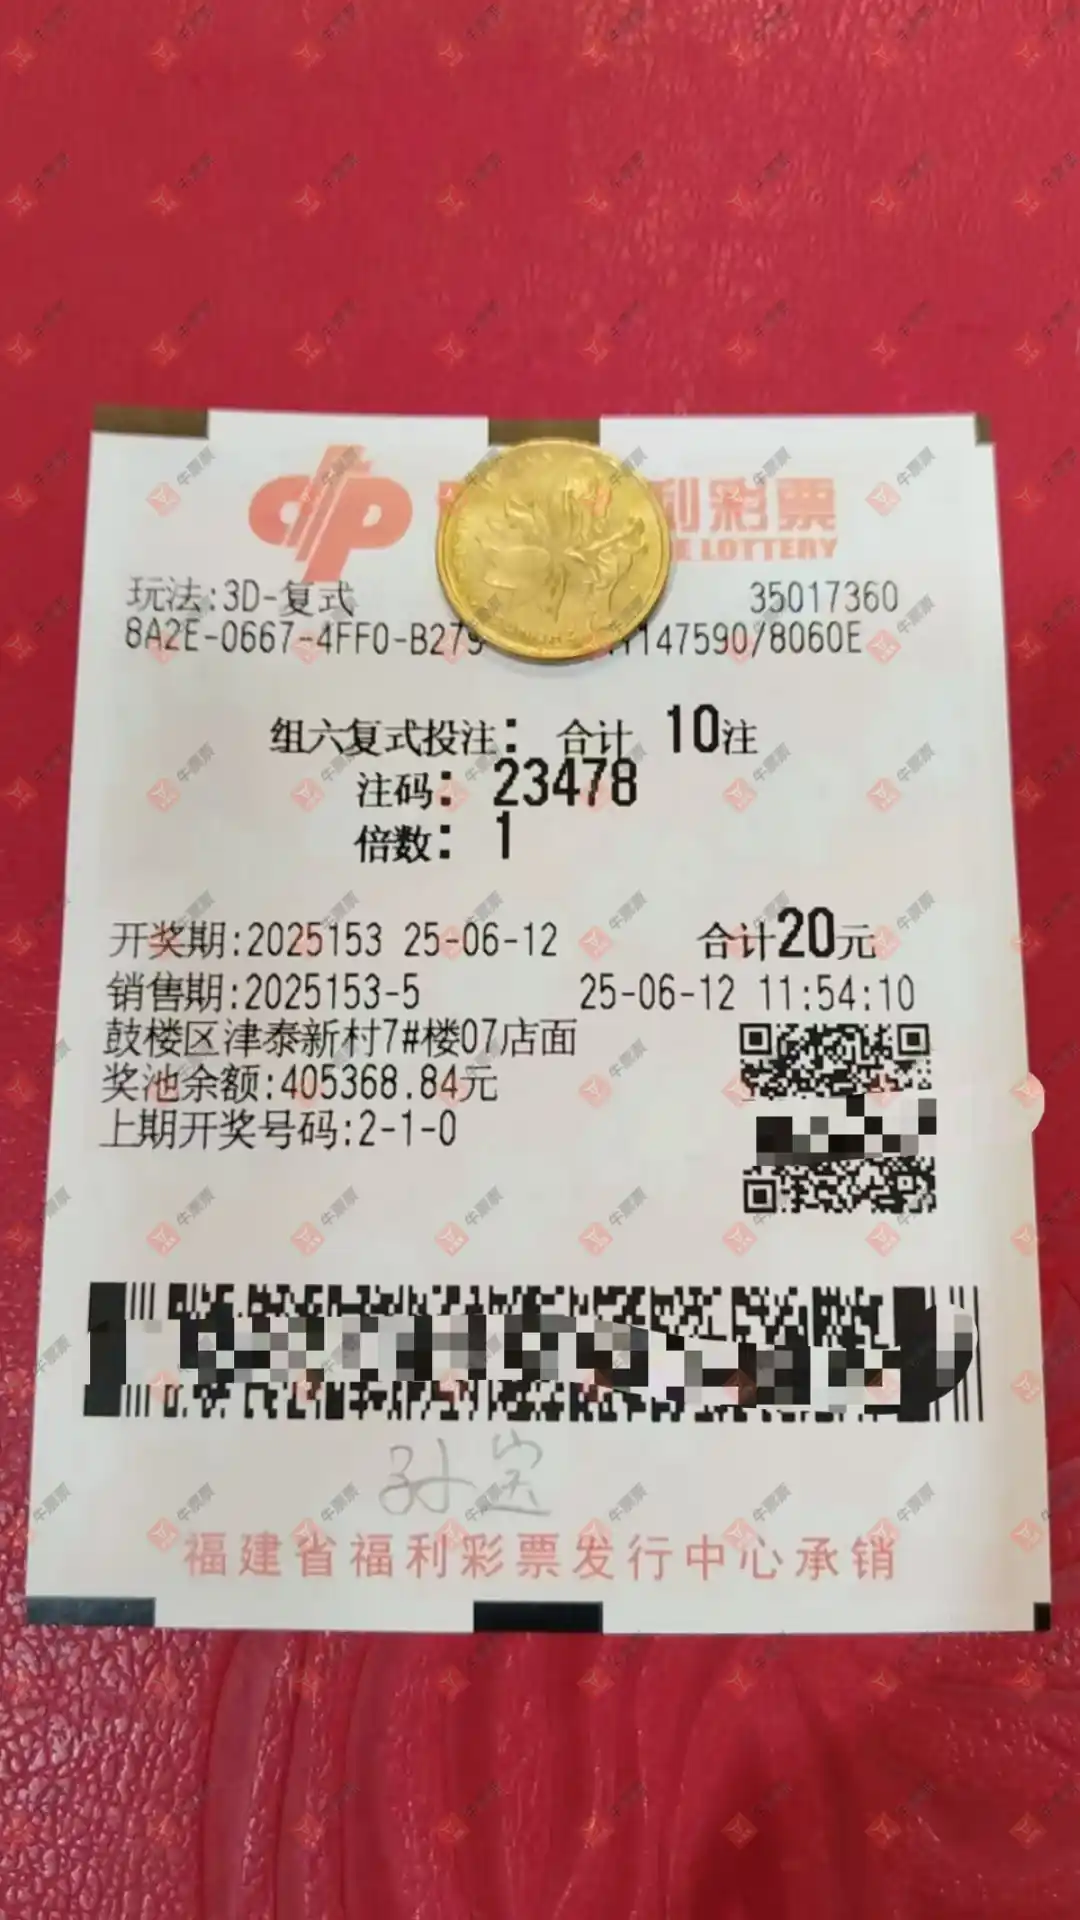 利彩票
E LOTTERY
玩法:3D-复式 35017360
8A2E-0667-4FF0-B279 147590/8060E
组六复式投注: 合计 10注
注码: 23478
倍数: 1
开奖期:2025153 25-06-12 合计20元
销售期:2025153-5 25-06-12 11:54:10
鼓楼区津泰新村7#楼07店面
奖池余额:405368.84元
上期开奖号码:2-1-0
福建省福利彩票发行中心承销
牛票票